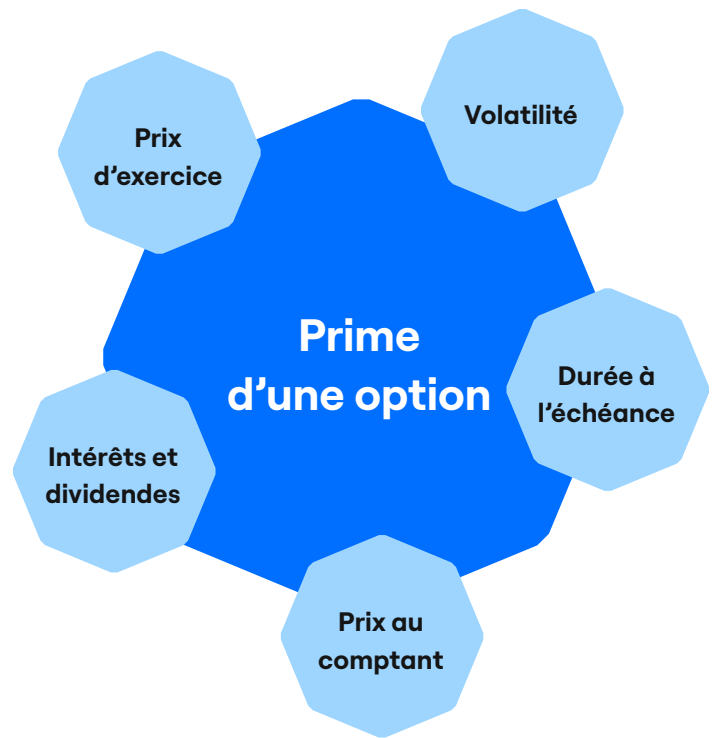 Volatilité
Prix
d’exercice
Prime
d’une option
Durée à
l’échéance
Intérêts et
dividendes
Prix au
comptant